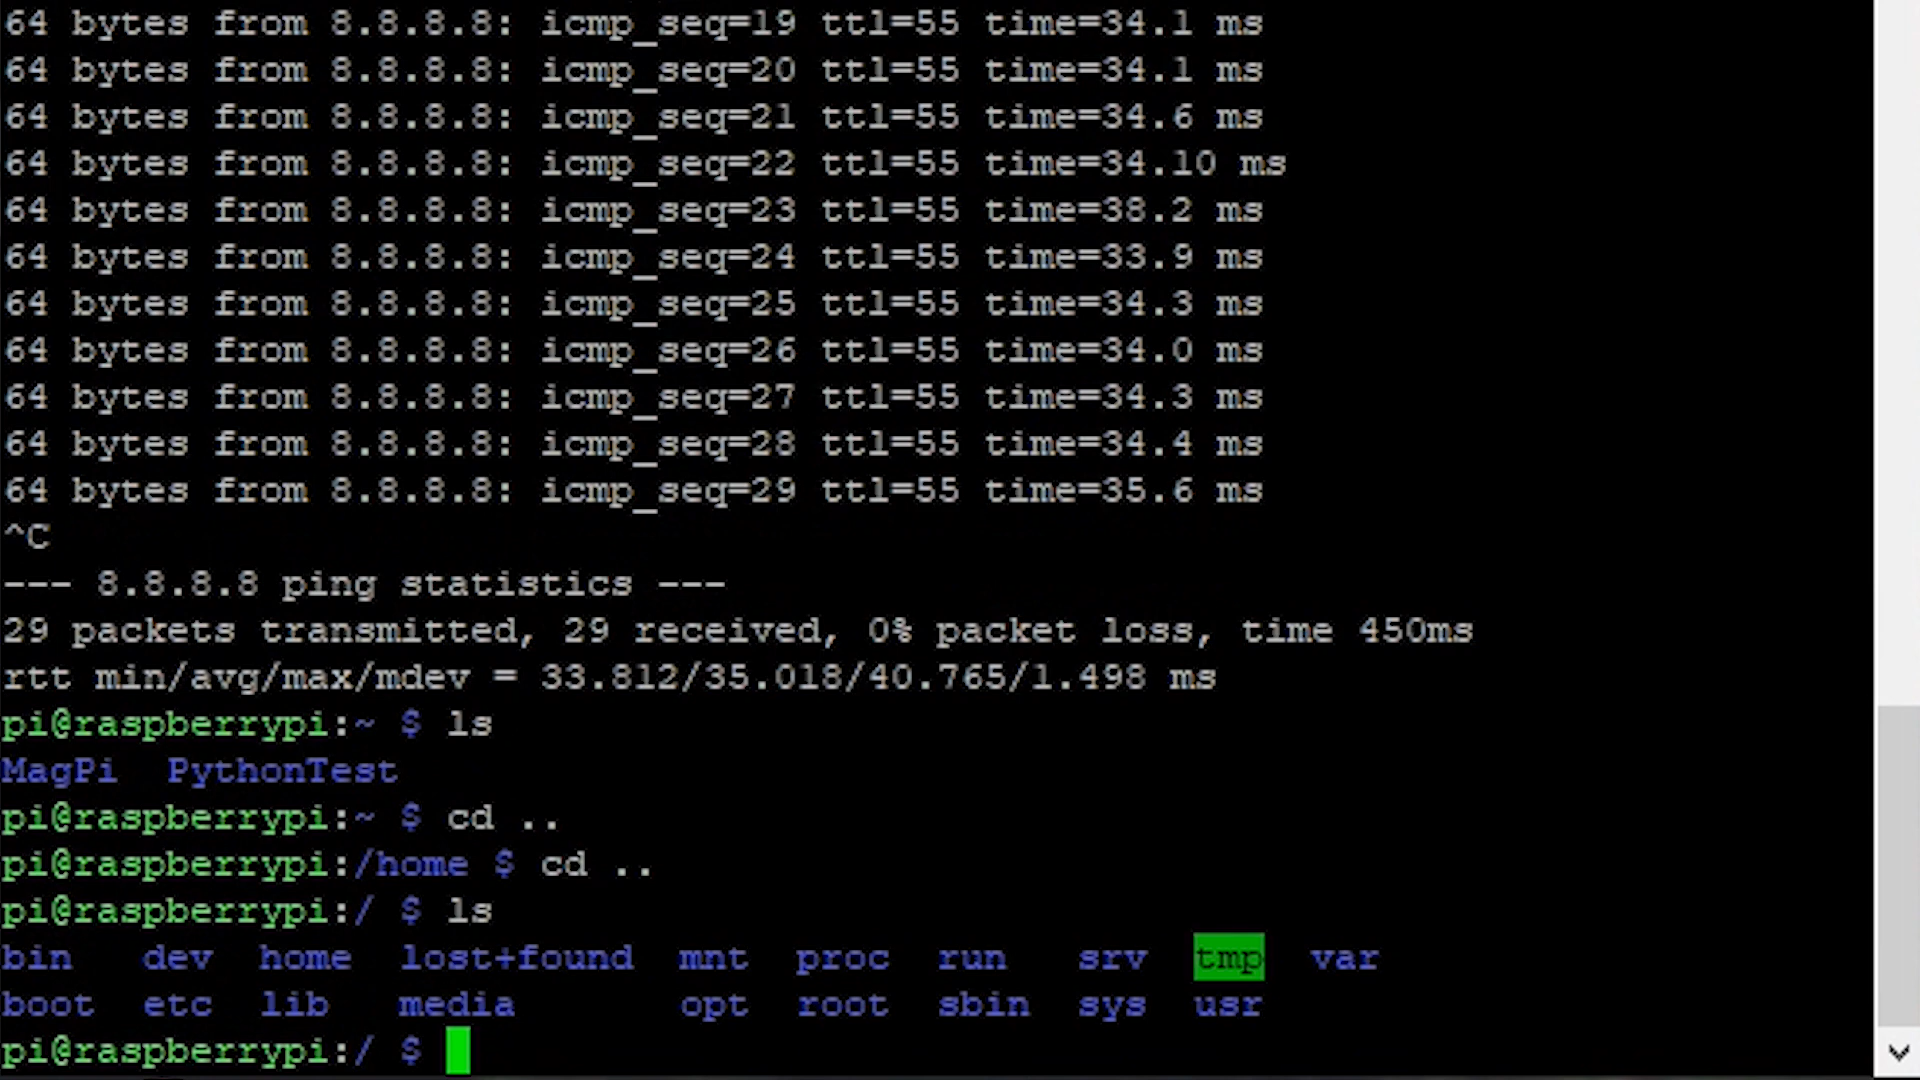 64 bytes from 8.8.8.8: icmp_seq=19 ttl=55 time=34.1 ms
64 bytes from 8.8.8.8: icmp_seq=20 ttl=55 time=34.1 ms
64 bytes from 8.8.8.8: icmp_seq=21 ttl=55 time=34.6 ms
64 bytes from 8.8.8.8: icmp_seq=22 ttl=55 time=34.10 ms
64 bytes from 8.8.8.8: icmp_seq=23 ttl=55 time=38.2 ms
64 bytes from 8.8.8.8: icmp_seq=24 ttl=55 time=33.9 ms
64 bytes from 8.8.8.8: icmp_seq=25 ttl=55 time=34.3 ms
64 bytes from 8.8.8.8: icmp_seq=26 ttl=55 time=34.0 ms
64 bytes from 8.8.8.8: icmp_seq=27 ttl=55 time=34.3 ms
64 bytes from 8.8.8.8: icmp_seq=28 ttl=55 time=34.4 ms
64 bytes from 8.8.8.8: icmp_seq=29 ttl=55 time=35.6 ms
^C
--- 8.8.8.8 ping statistics ---
29 packets transmitted, 29 received, 0% packet loss, time 450ms
rtt min/avg/max/mdev = 33.812/35.018/40.765/1.498 ms
pi@raspberrypi:~ $ ls
MagPi  PythonTest
pi@raspberrypi:~ $ cd ..
pi@raspberrypi:/home $ cd ..
pi@raspberrypi:/ $ ls
bin   dev  home  lost+found  mnt  proc  run   srv  tmp  var
boot  etc  lib   media       opt  root  sbin  sys  usr
pi@raspberrypi:/ $